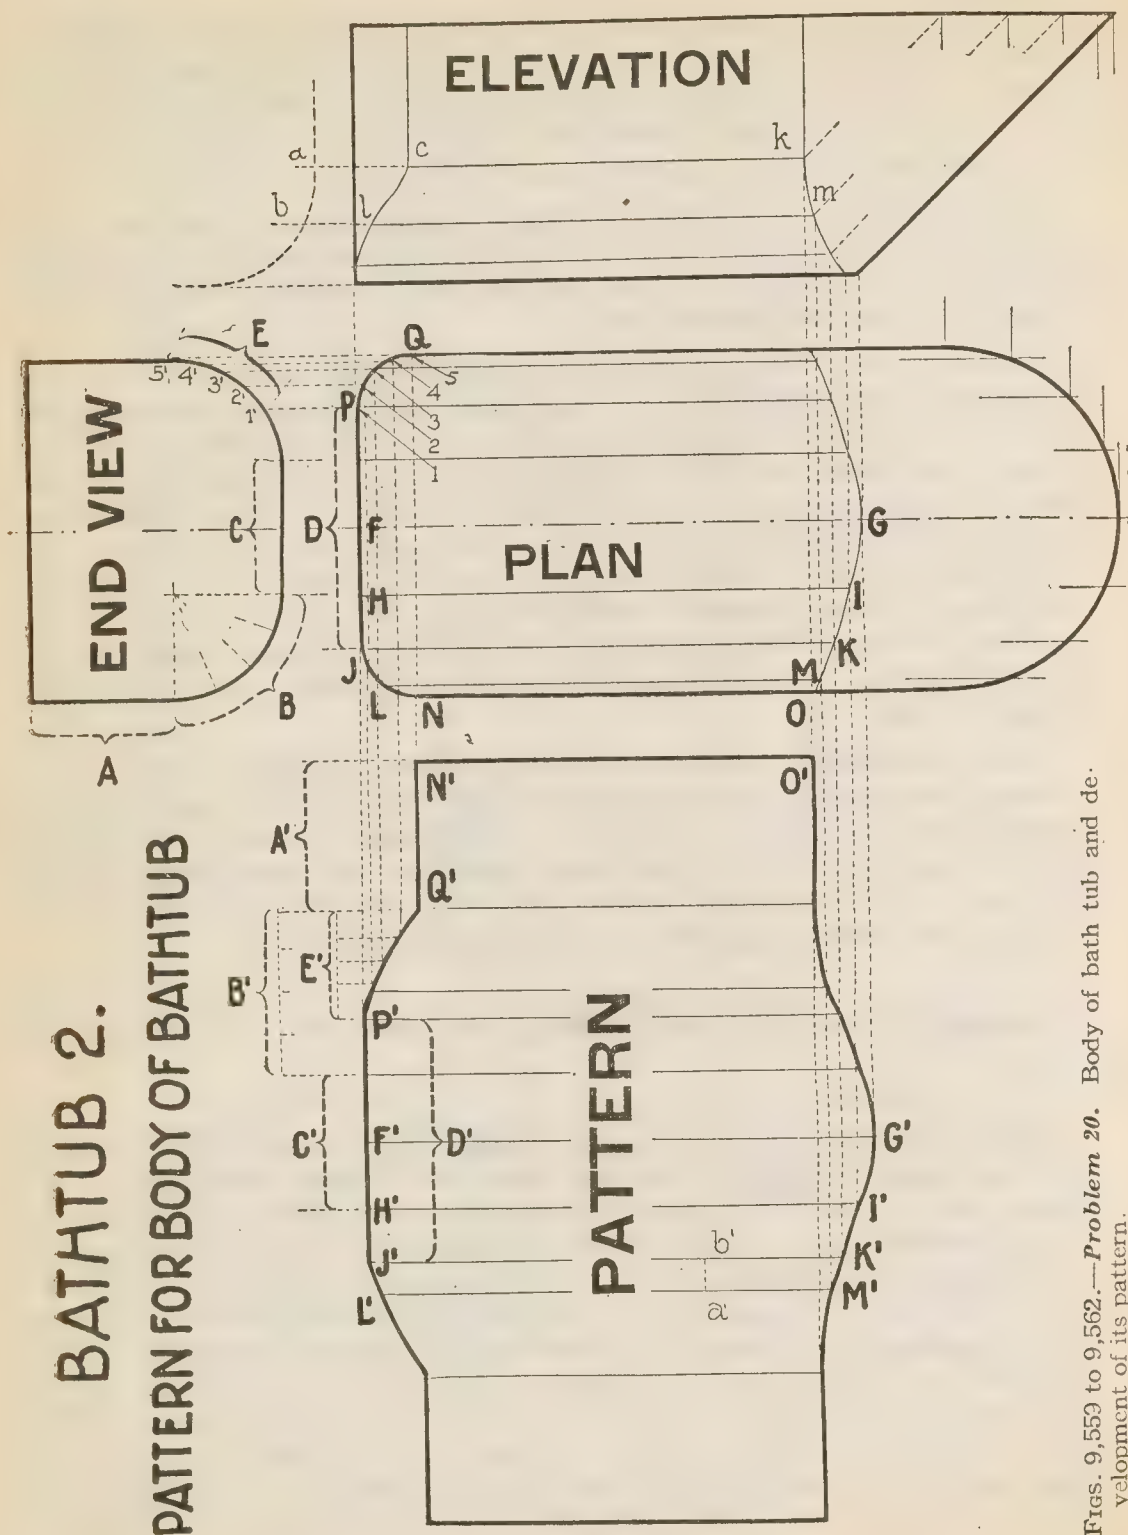 ELEVATION
a
c
k
b
l
m
E
Q
5' 4' 3' 2' 1'
5
4
3
2
1
P
END VIEW
C
D
F
G
PLAN
H
I
J
K
M
B
L
N
O
A
N'
O'
A'
Q'
B'
E'
P'
C'
F'
D'
G'
H'
I'
J'
b'
K'
a'
M'
L'
PATTERN
BATHTUB 2.
PATTERN FOR BODY OF BATHTUB
FIGS. 9,559 to 9,562.—Problem 20. Body of bath tub and de-
velopment of its pattern.